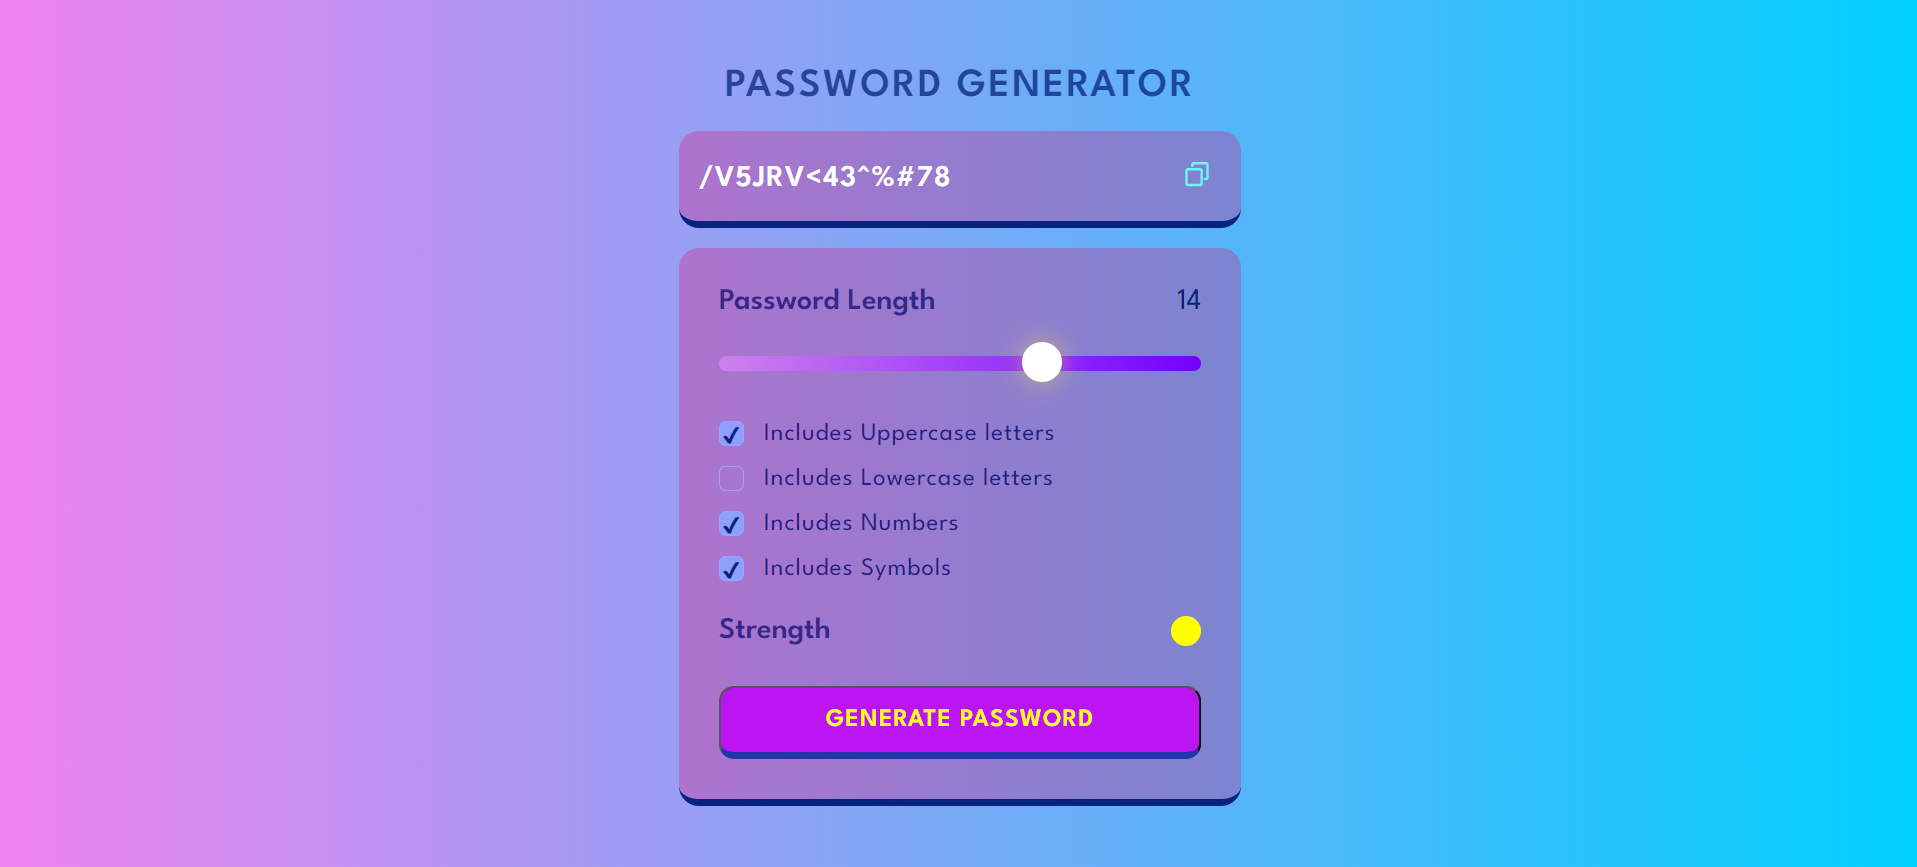 PASSWORD GENERATOR
/V5JRV<43^%#78
Password Length 14
Includes Uppercase letters
Includes Lowercase letters
Includes Numbers
Includes Symbols
Strength
GENERATE PASSWORD